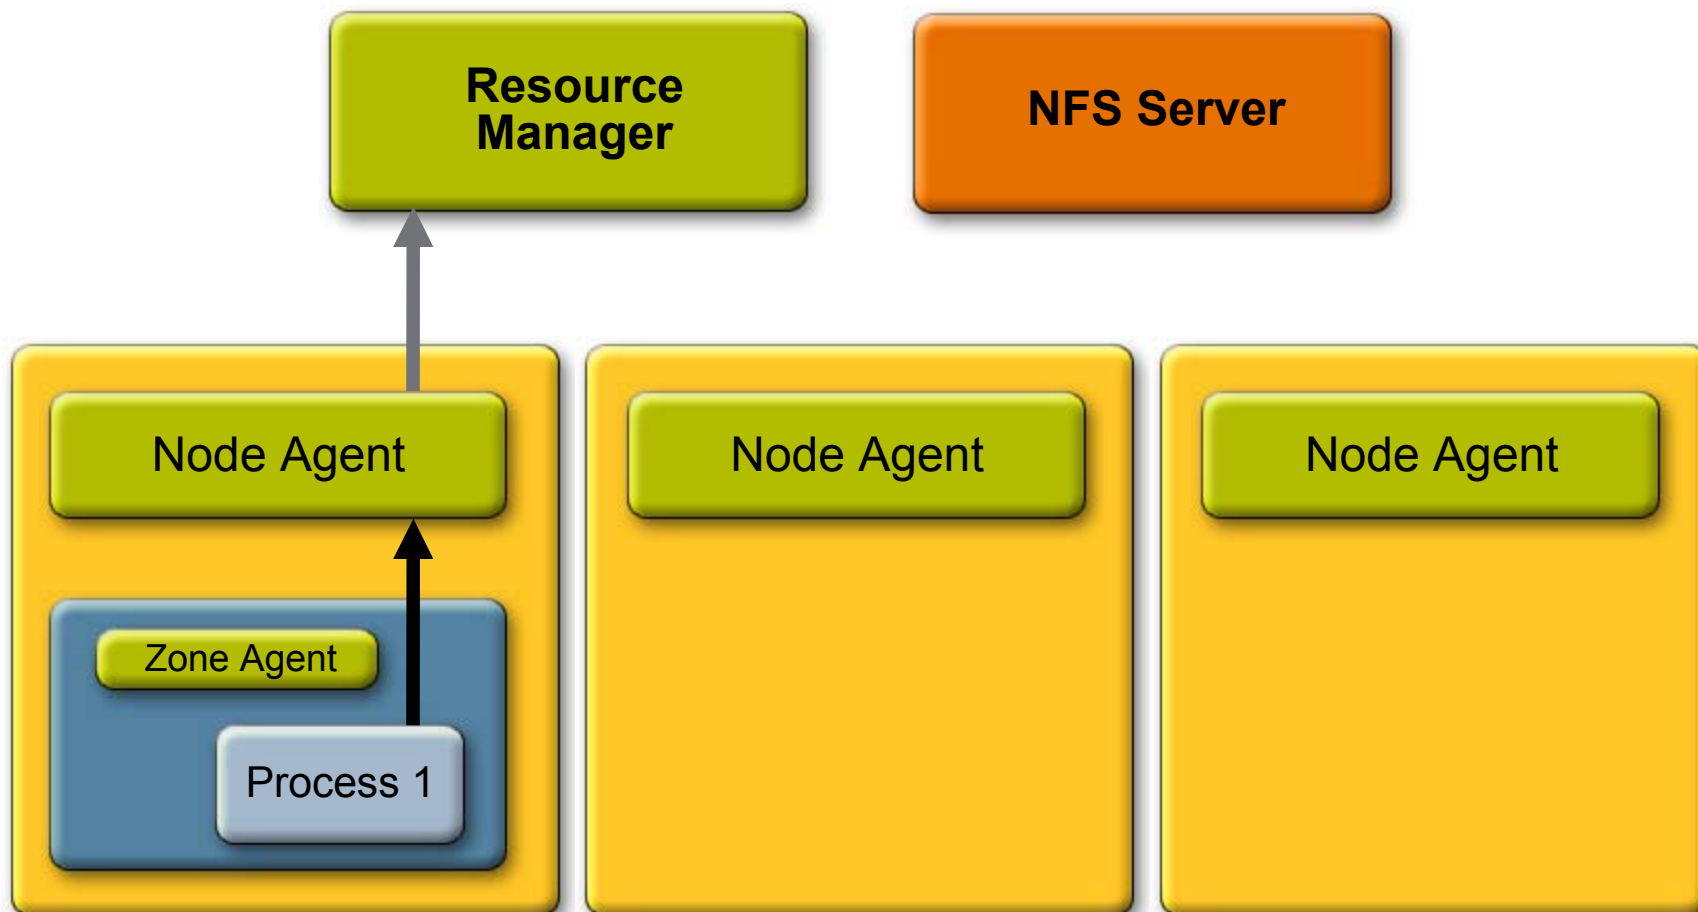 Resource
Manager
NFS Server
Node Agent
Node Agent
Node Agent
Zone Agent
Process 1